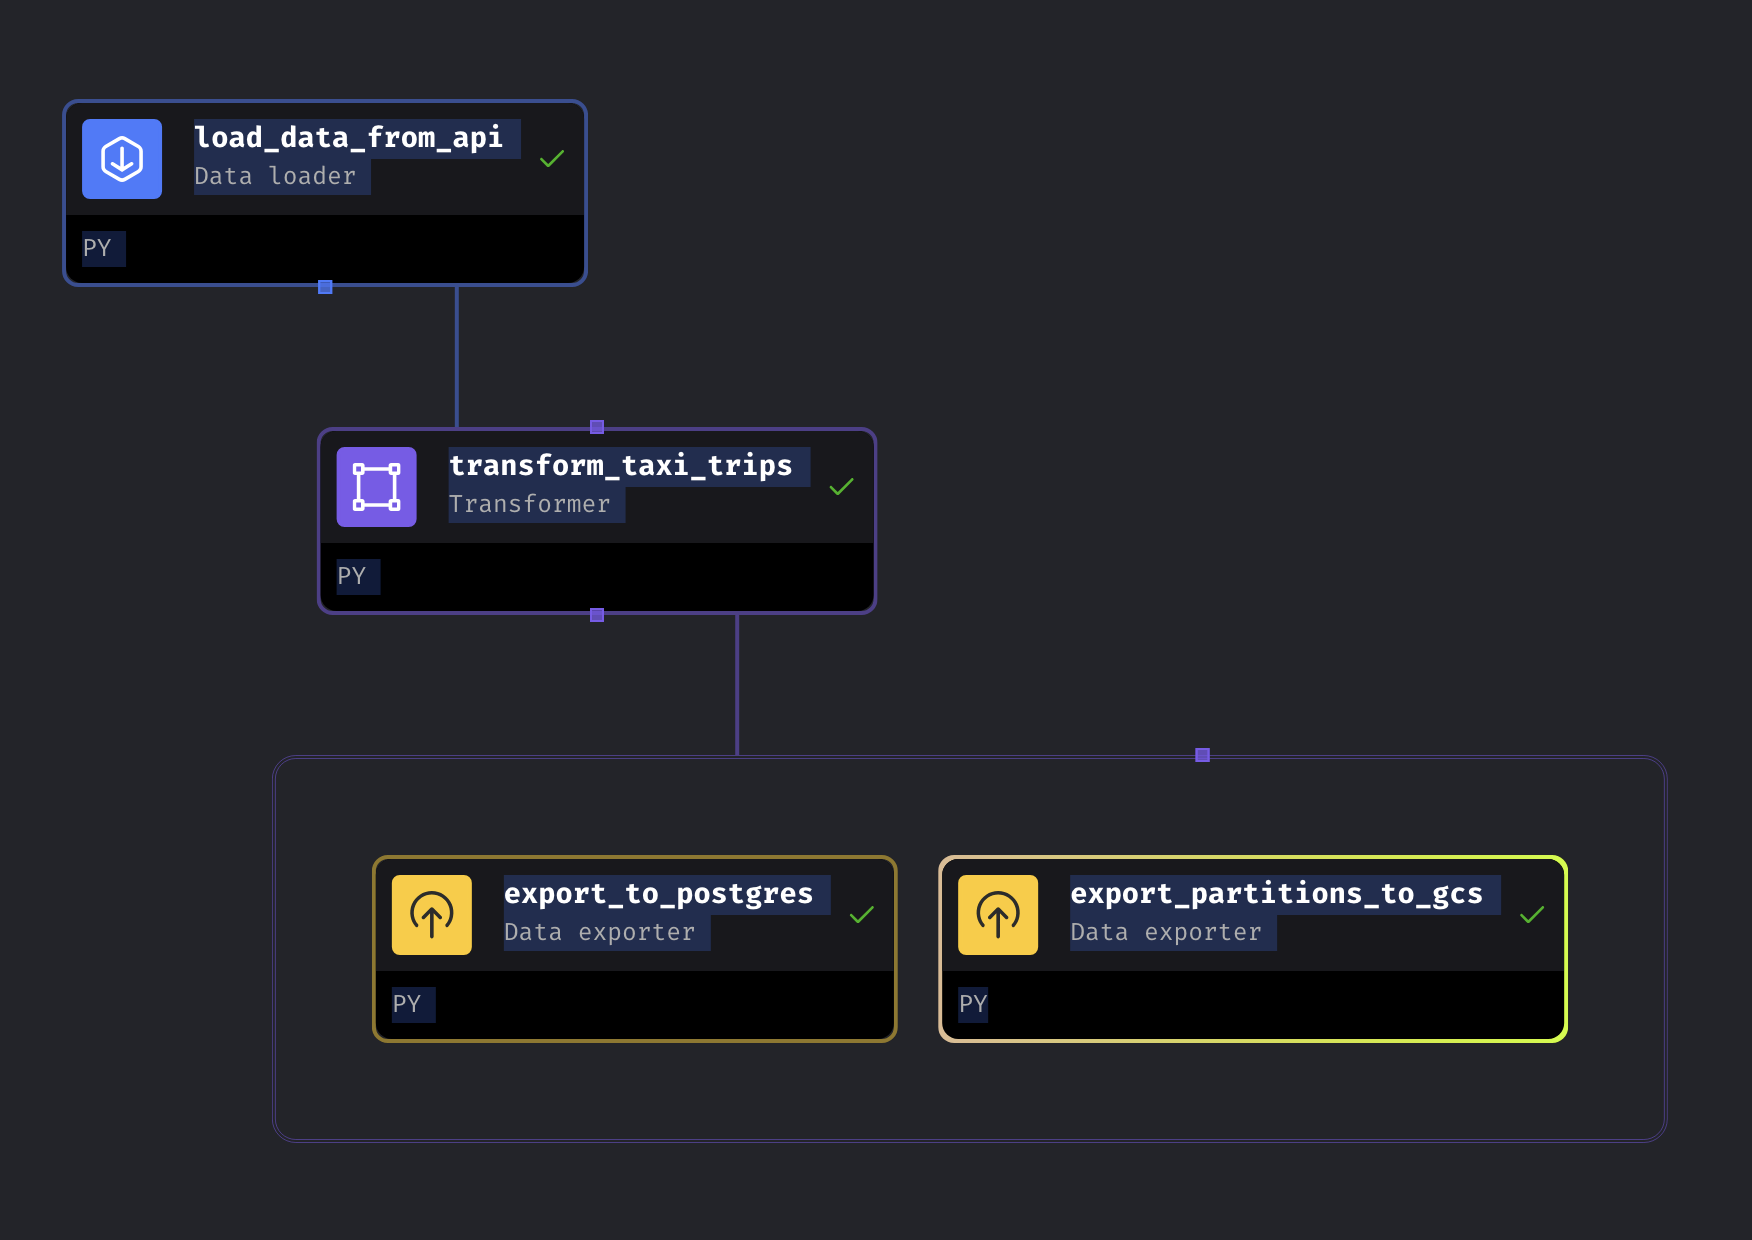 load_data_from_api
Data loader
PY
transform_taxi_trips
Transformer
PY
export_to_postgres
Data exporter
PY
export_partitions_to_gcs
Data exporter
PY